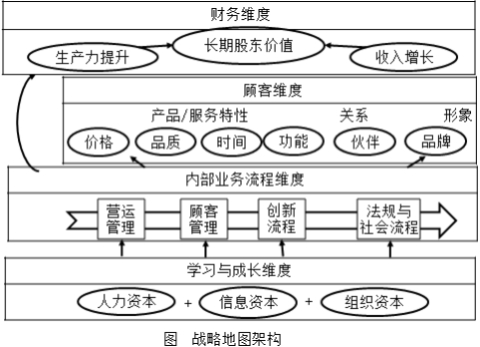 财务维度
长期股东价值
生产力提升
收入增长
顾客维度
产品/服务特性 关系 形象
价格 品质 时间 功能 伙伴 品牌
内部业务流程维度
营运
管理
顾客
管理
创新
流程
法规与
社会流程
学习与成长维度
人力资本 + 信息资本 + 组织资本
图 战略地图架构